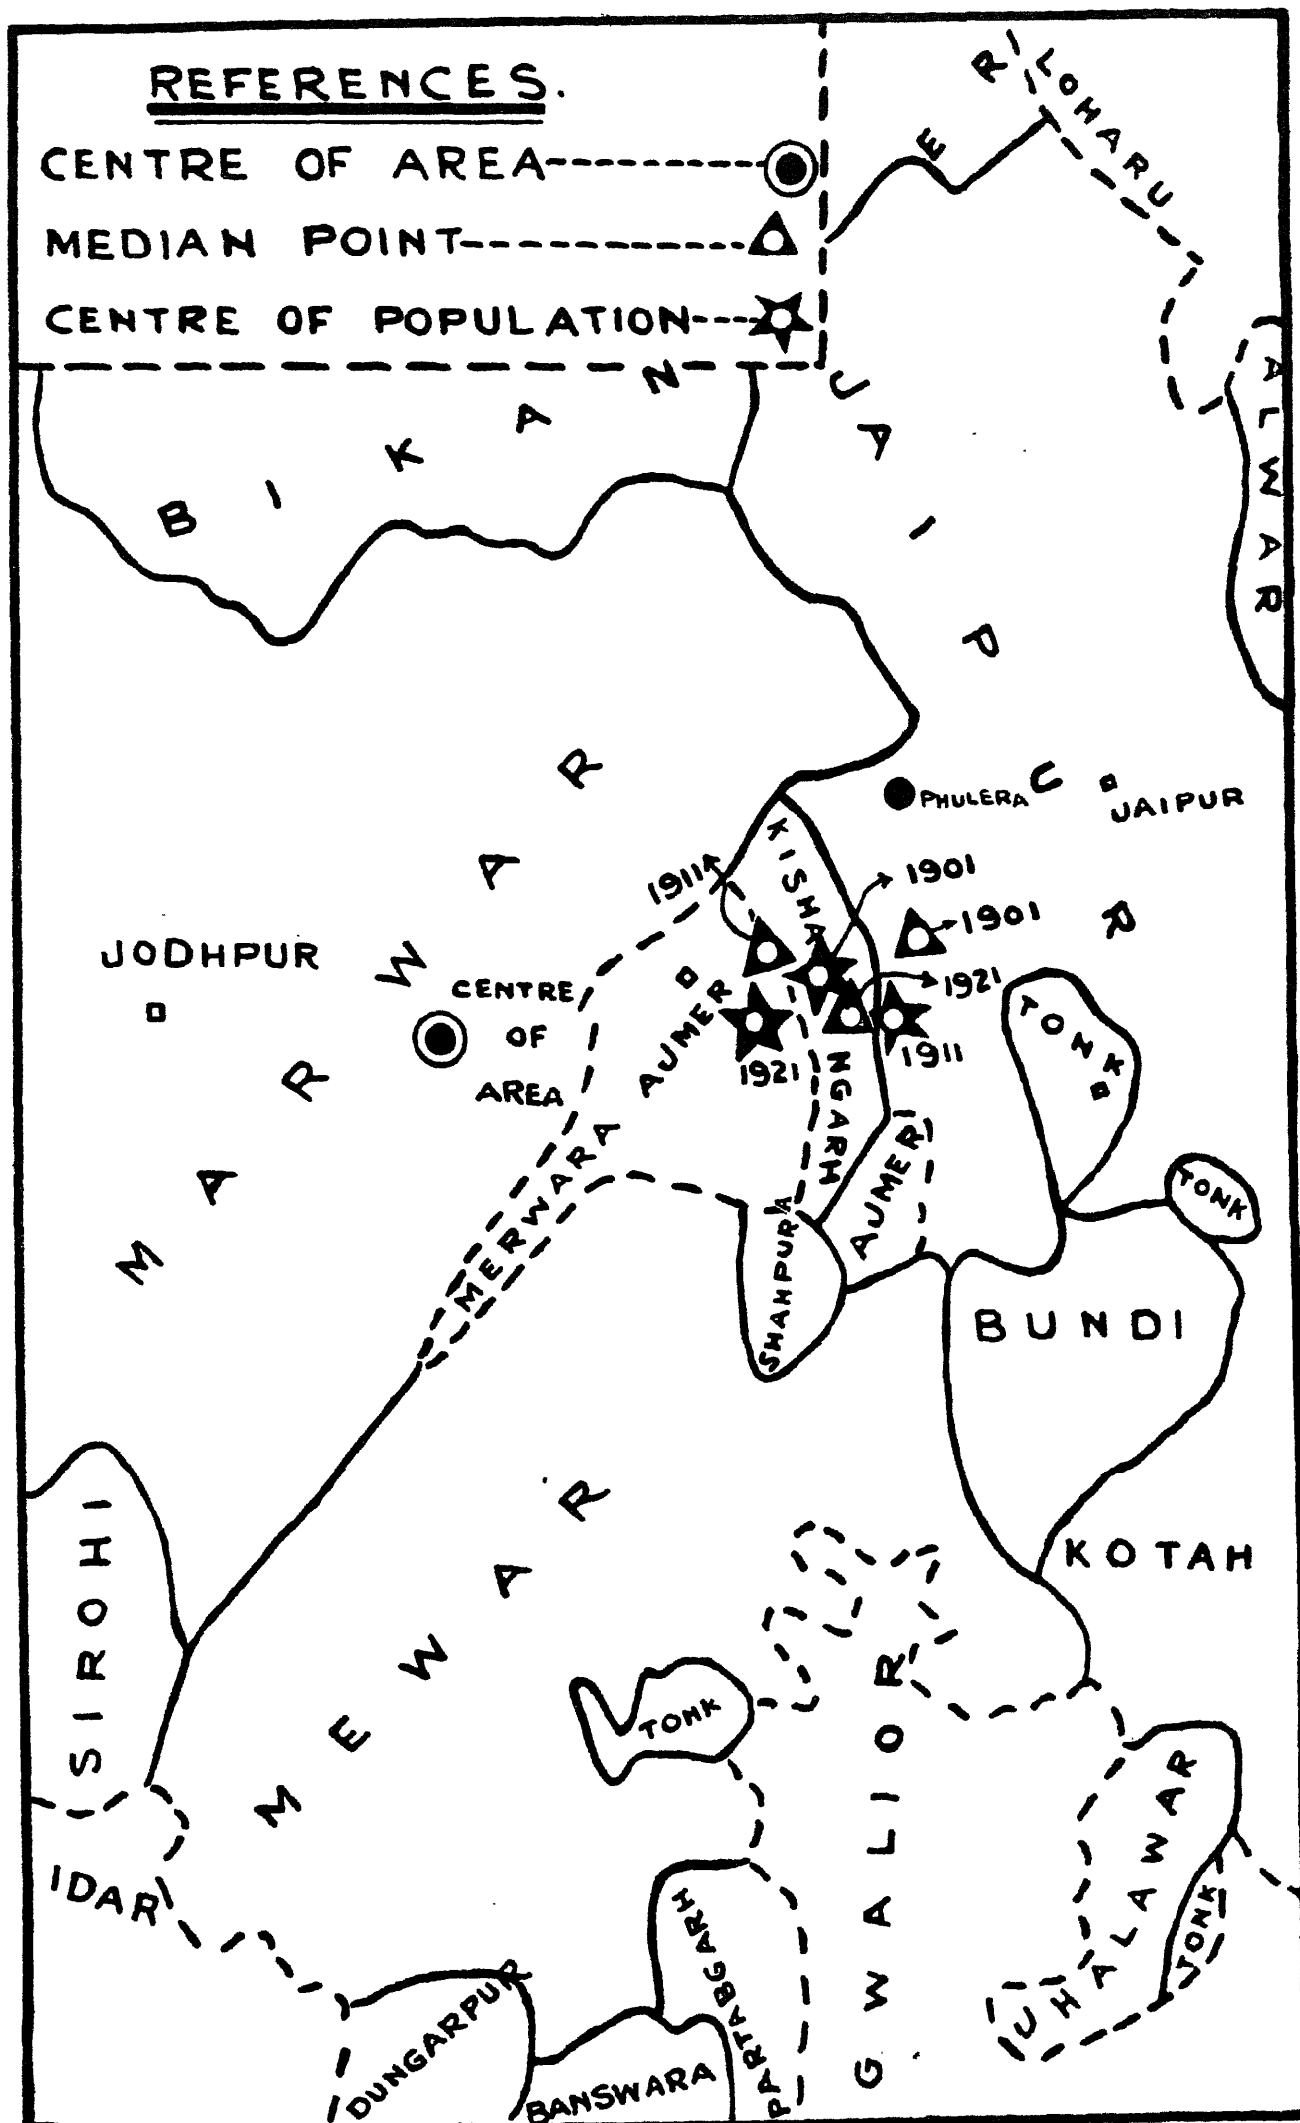 REFERENCES.
CENTRE OF AREA
MEDIAN POINT
CENTRE OF POPULATION
BIKANER
LOHARU
ALWAR
JAIPUR
PHULERA
JAIPUR
MARWAR
KISHANGARH
1911
1901
1901
1921
1911
1921
JODHPUR
CENTRE
OF
AREA
AJMER
MERWARA
TONK
TONK
AJMER
SHAHPURA
BUNDI
KOTAH
SIROHI
MEWAR
TONK
GWALIOR
JHALAWAR
TONK
IDAR
DUNGARPUR
BANSWARA
PARTABGARH